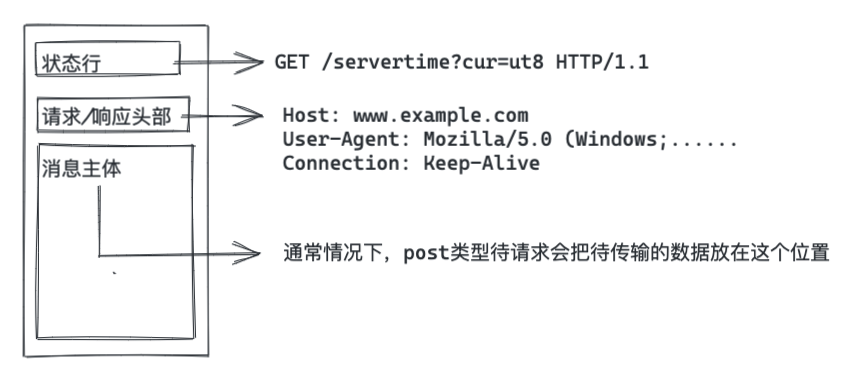 状态行
GET /servertime?cur=ut8 HTTP/1.1
请求/响应头部
Host: www.example.com
User-Agent: Mozilla/5.0 (Windows;......
Connection: Keep-Alive
消息主体
通常情况下，post类型待请求会把待传输的数据放在这个位置